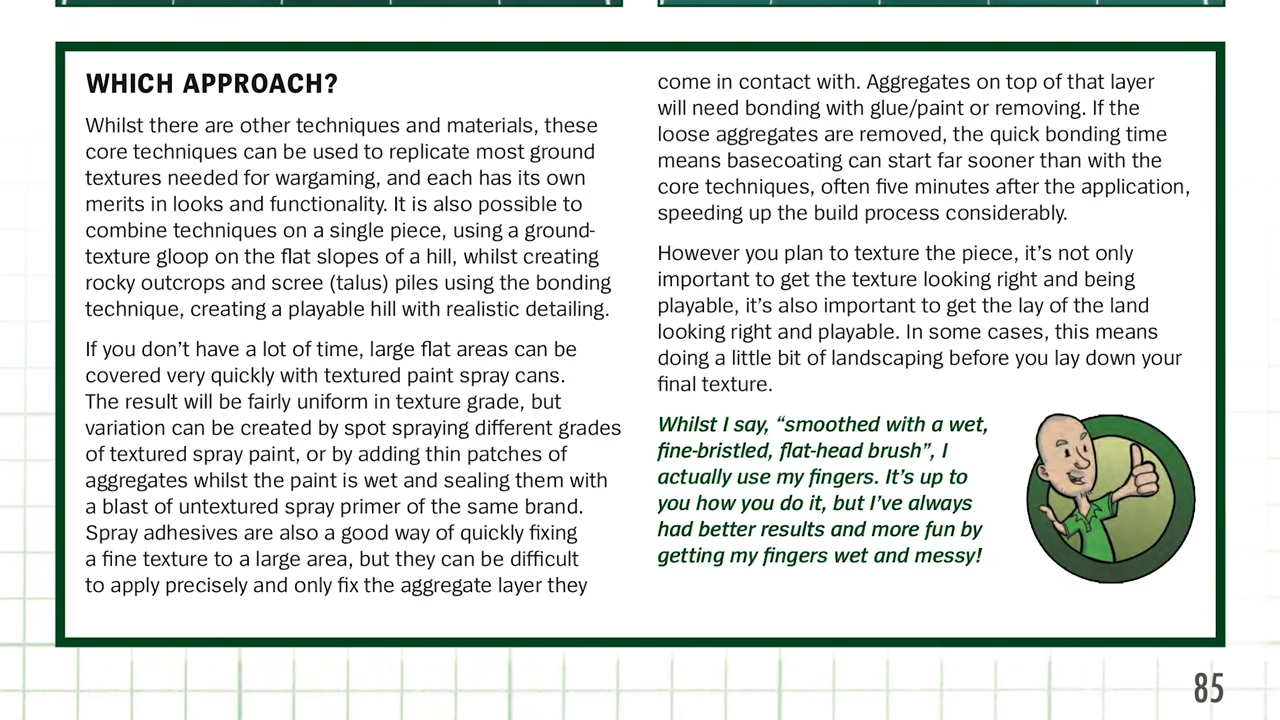 WHICH APPROACH?
Whilst there are other techniques and materials, these
core techniques can be used to replicate most ground
textures needed for wargaming, and each has its own
merits in looks and functionality. It is also possible to
combine techniques on a single piece, using a ground-
texture gloop on the flat slopes of a hill, whilst creating
rocky outcrops and scree (talus) piles using the bonding
technique, creating a playable hill with realistic detailing.
If you don’t have a lot of time, large flat areas can be
covered very quickly with textured paint spray cans.
The result will be fairly uniform in texture grade, but
variation can be created by spot spraying different grades
of textured spray paint, or by adding thin patches of
aggregates whilst the paint is wet and sealing them with
a blast of untextured spray primer of the same brand.
Spray adhesives are also a good way of quickly fixing
a fine texture to a large area, but they can be difficult
to apply precisely and only fix the aggregate layer they
come in contact with. Aggregates on top of that layer
will need bonding with glue/paint or removing. If the
loose aggregates are removed, the quick bonding time
means basecoating can start far sooner than with the
core techniques, often five minutes after the application,
speeding up the build process considerably.
However you plan to texture the piece, it’s not only
important to get the texture looking right and being
playable, it’s also important to get the lay of the land
looking right and playable. In some cases, this means
doing a little bit of landscaping before you lay down your
final texture.
Whilst I say, “smoothed with a wet,
fine-bristled, flat-head brush”, I
actually use my fingers. It’s up to
you how you do it, but I’ve always
had better results and more fun by
getting my fingers wet and messy!
85